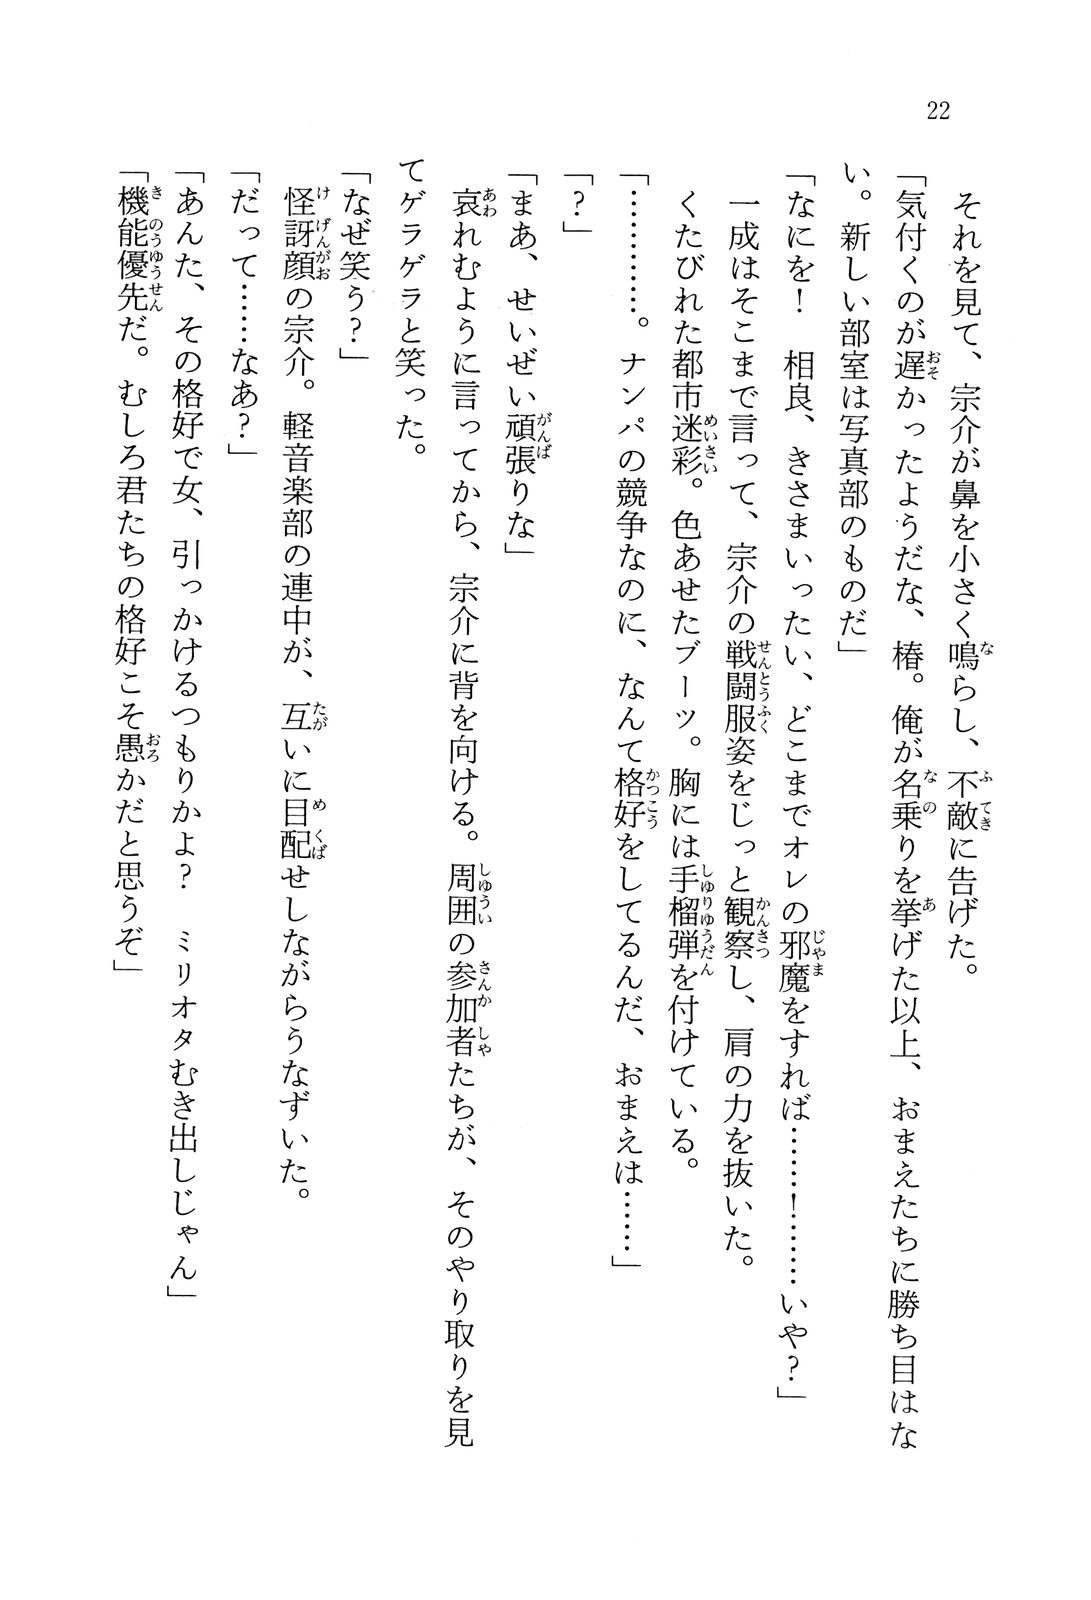 22
　それを見て、宗介が鼻を小さく鳴らし、不敵に告げた。
「気付くのが遅かったようだな、椿。俺が名乗りを挙げた以上、おまえたちに勝ち目はな
い。新しい部室は写真部のものだ」
「なにを！　相良、きさまいったい、どこまでオレの邪魔をすれば……！……いや？」
　一成はそこまで言って、宗介の戦闘服姿をじっと観察し、肩の力を抜いた。
　くたびれた都市迷彩。色あせたブーツ。胸には手榴弾を付けている。
「…………。ナンパの競争なのに、なんて格好をしてるんだ、おまえは……」
「？」
「まあ、せいぜい頑張りな」
　哀れむように言ってから、宗介に背を向ける。周囲の参加者たちが、そのやり取りを見
てゲラゲラと笑った。
「なぜ笑う？」
　怪訝顔の宗介。軽音楽部の連中が、互いに目配せしながらうなずいた。
「だって……なあ？」
「あんた、その格好で女、引っかけるつもりかよ？　ミリオタむき出しじゃん」
「機能優先だ。むしろ君たちの格好こそ愚かだと思うぞ」